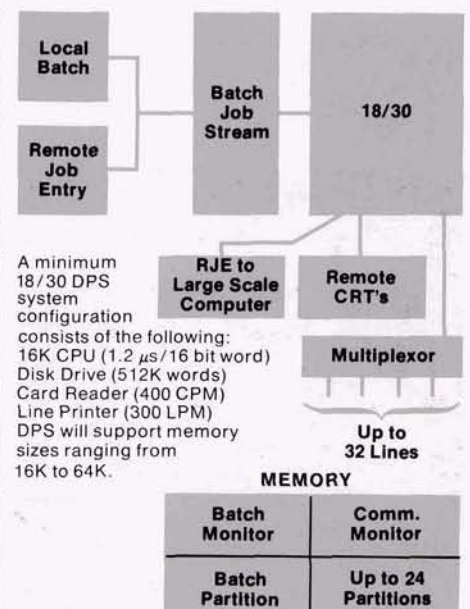 Local
Batch
Remote
Job
Entry
Batch
Job
Stream
18/30
RJE to
Large Scale
Computer
Remote
CRT's
Multiplexor
Up to
32 Lines
A minimum
18/30 DPS
system
configuration
consists of the following:
16K CPU (1.2 μs/16 bit word)
Disk Drive (512K words)
Card Reader (400 CPM)
Line Printer (300 LPM)
DPS will support memory
sizes ranging from
16K to 64K.
MEMORY
Batch
Monitor
Comm.
Monitor
Batch
Partition
Up to 24
Partitions